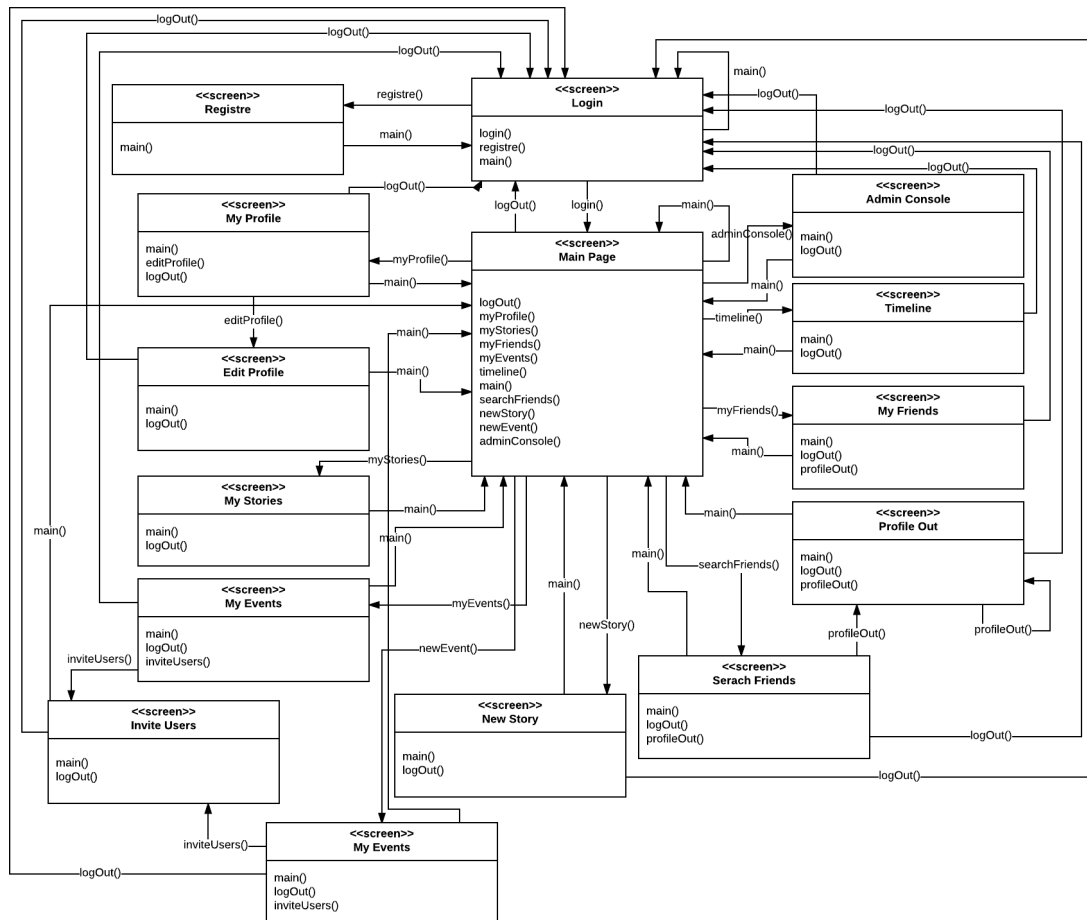 logOut()
logOut()
logOut()
logOut()
main()
<<screen>>
Registre
main()
registre()
main()
<<screen>>
Login
login()
registre()
main()
logOut()
logOut()
logOut()
logOut()
<<screen>>
Admin Console
main()
logOut()
<<screen>>
My Profile
main()
editProfile()
logOut()
logOut()
logOut()
login()
main()
adminConsole()
main()
myProfile()
main()
<<screen>>
Main Page
logOut()
myProfile()
myStories()
myFriends()
myEvents()
timeline()
main()
searchFriends()
newStory()
newEvent()
adminConsole()
<<screen>>
Timeline
main()
logOut()
timeline()
main()
editProfile()
main()
<<screen>>
Edit Profile
main()
logOut()
main()
<<screen>>
My Friends
main()
logOut()
profileOut()
myFriends()
main()
myStories()
<<screen>>
My Stories
main()
logOut()
main()
main()
main()
<<screen>>
Profile Out
main()
logOut()
profileOut()
main()
main()
main()
searchFriends()
<<screen>>
My Events
main()
logOut()
inviteUsers()
myEvents()
newStory()
profileOut()
profileOut()
inviteUsers()
newEvent()
<<screen>>
Serach Friends
main()
logOut()
profileOut()
<<screen>>
Invite Users
main()
logOut()
<<screen>>
New Story
main()
logOut()
logOut()
logOut()
<<screen>>
My Events
main()
logOut()
inviteUsers()
inviteUsers()
logOut()